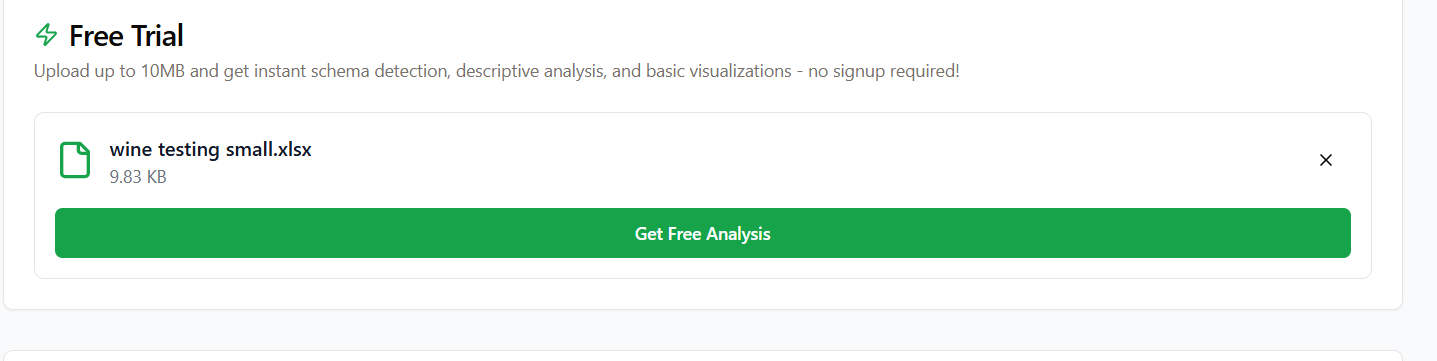 Free Trial
Upload up to 10MB and get instant schema detection, descriptive analysis, and basic visualizations - no signup required!
wine testing small.xlsx
9.83 KB
Get Free Analysis